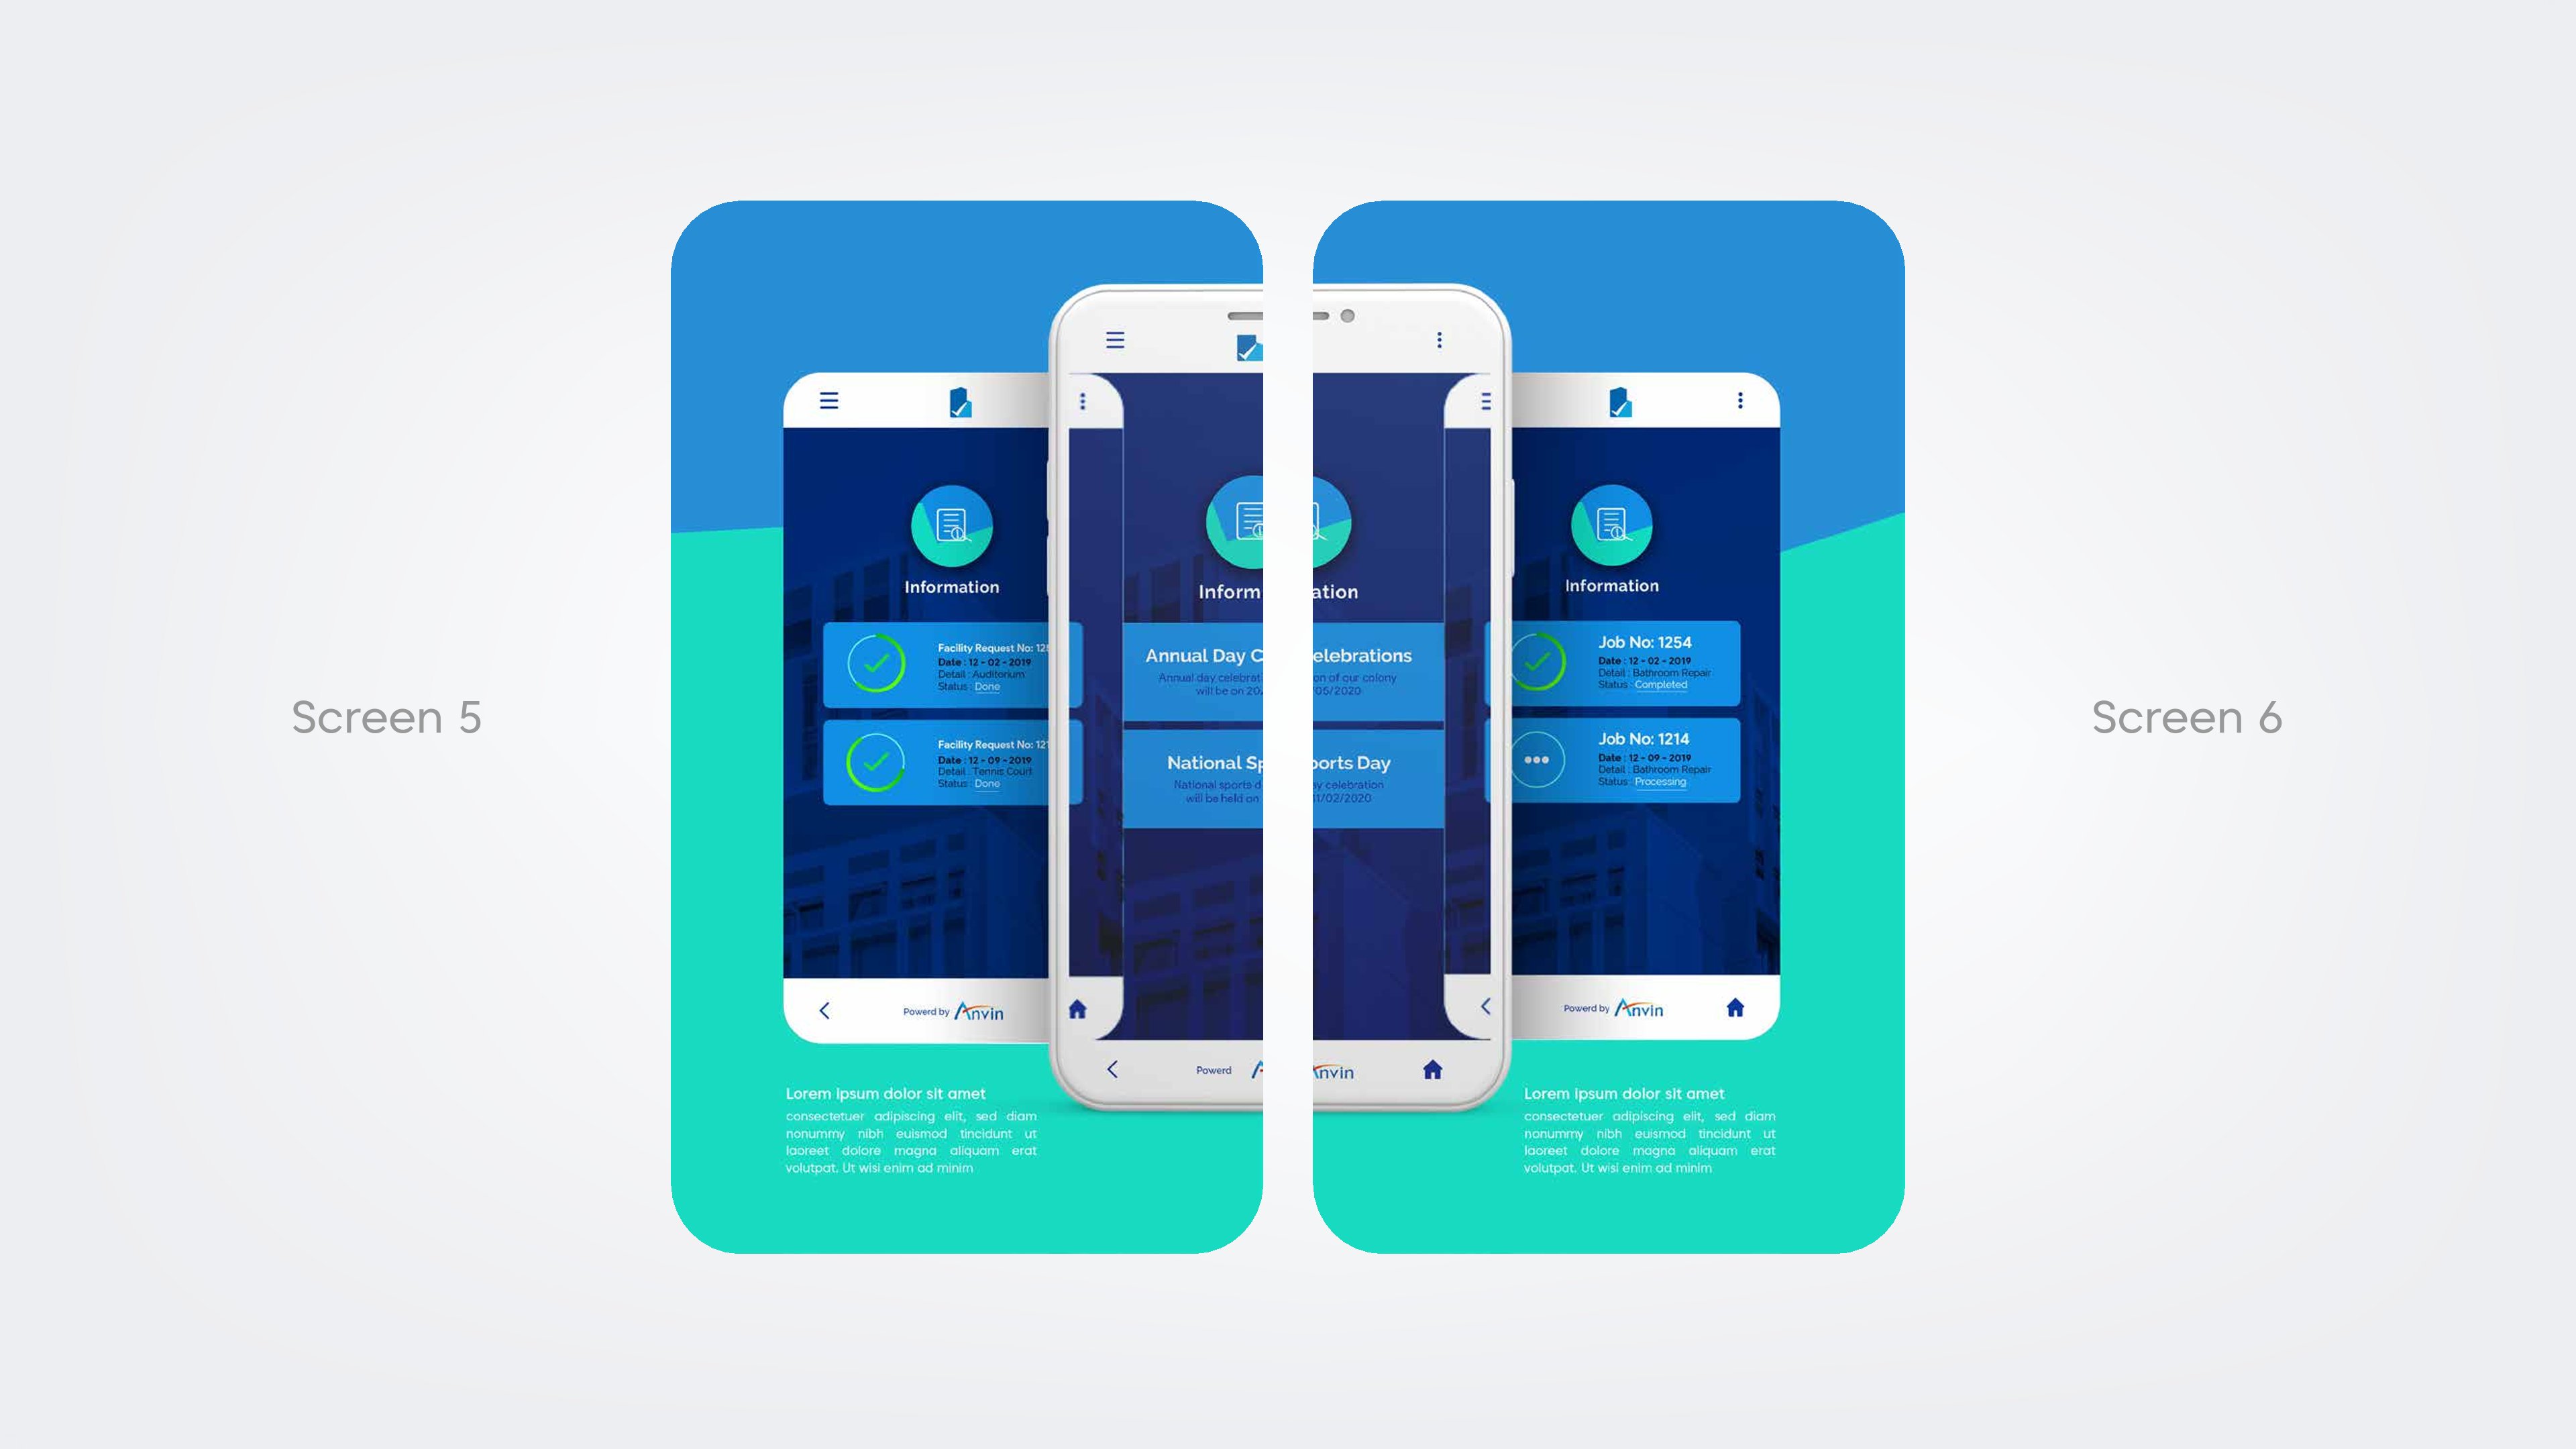 Screen 5
Information
Facility Request No:
Date : 12 - 02 - 2019
Detail : Auditorium
Status : Done
Facility Request No:
Date : 12 - 09 - 2019
Detail : Tennis Court
Status : Done
Powerd by Anvin
Lorem Ipsum dolor sit amet
consectetuer adipiscing elit, sed diam
nonummy nibh euismod tincidunt ut
laoreet dolore magna aliquam erat
volutpat. Ut wisi enim ad minim
Inform ation
Annual Day C elebrations
Annual day celebrat on of our colony
will be on 20/ /05/2020
National Sp ports Day
National sports d y celebration
will be held on 1/02/2020
Powerd Anvin
Information
Job No: 1254
Date : 12 - 02 - 2019
Detail : Bathroom Repair
Status : Completed
Job No: 1214
Date : 12 - 09 - 2019
Detail : Bathroom Repair
Status : Processing
Powerd by Anvin
Lorem Ipsum dolor sit amet
consectetuer adipiscing elit, sed diam
nonummy nibh euismod tincidunt ut
laoreet dolore magna aliquam erat
volutpat. Ut wisi enim ad minim
Screen 6